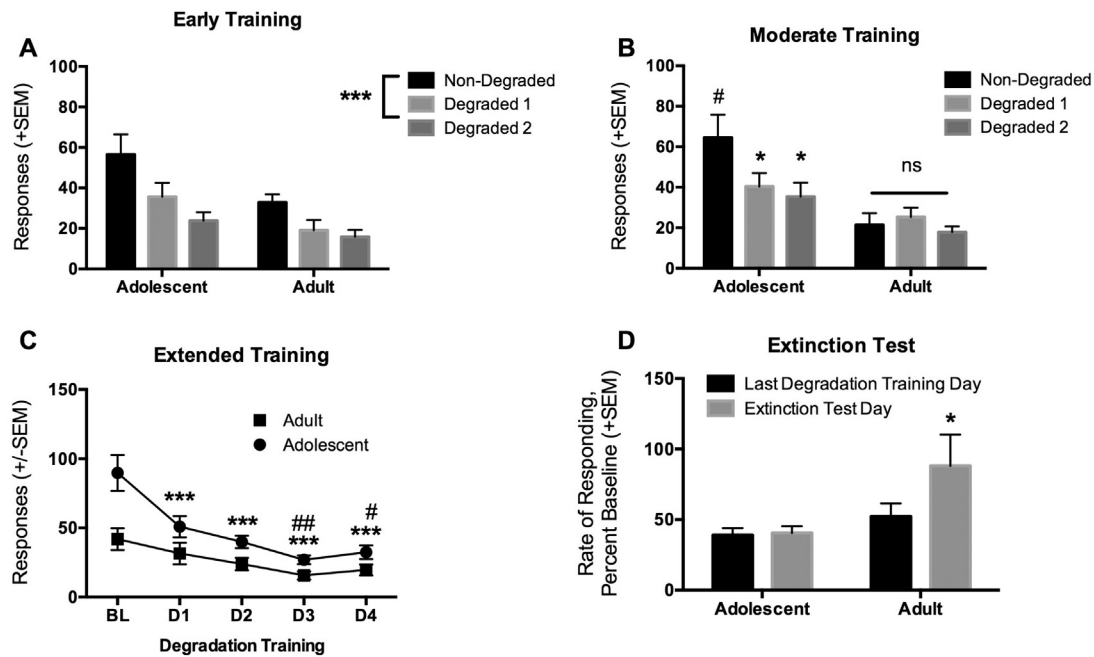 Early Training
A
Responses (+SEM)
100
80
60
40
20
0
***
Non-Degraded
Degraded 1
Degraded 2
Adolescent
Adult
Moderate Training
B
Responses (+SEM)
100
80
60
40
20
0
#
*
*
ns
Non-Degraded
Degraded 1
Degraded 2
Adolescent
Adult
C
Extended Training
Responses (+/-SEM)
150
100
50
0
Adult
Adolescent
***
***
##
***
#
***
BL D1 D2 D3 D4
Degradation Training
D
Extinction Test
Rate of Responding,
Percent Baseline (+SEM)
150
100
50
0
Last Degradation Training Day
Extinction Test Day
*
Adolescent
Adult